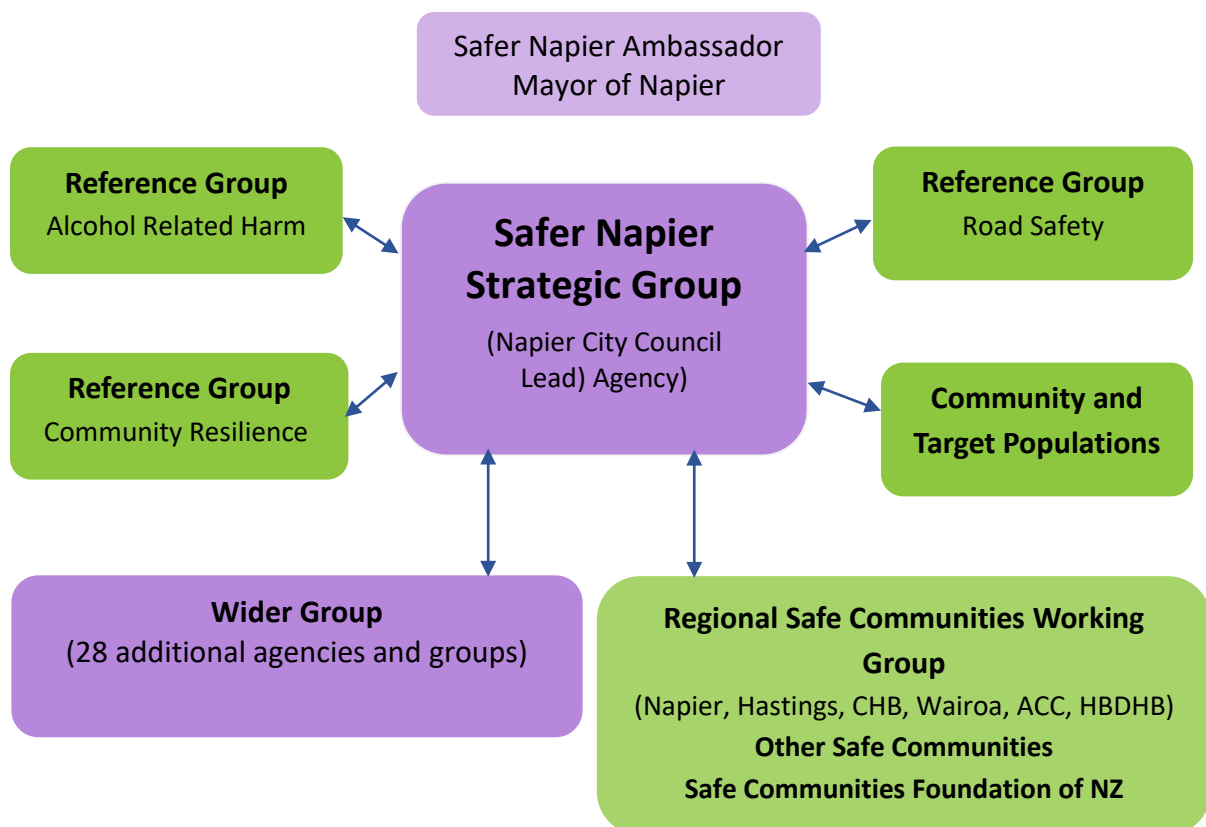 Safer Napier Ambassador
Mayor of Napier
Reference Group
Alcohol Related Harm
Safer Napier
Strategic Group
(Napier City Council
Lead) Agency)
Reference Group
Road Safety
Reference Group
Community Resilience
Community and
Target Populations
Wider Group
(28 additional agencies and groups)
Regional Safe Communities Working
Group
(Napier, Hastings, CHB, Wairoa, ACC, HBDHB)
Other Safe Communities
Safe Communities Foundation of NZ